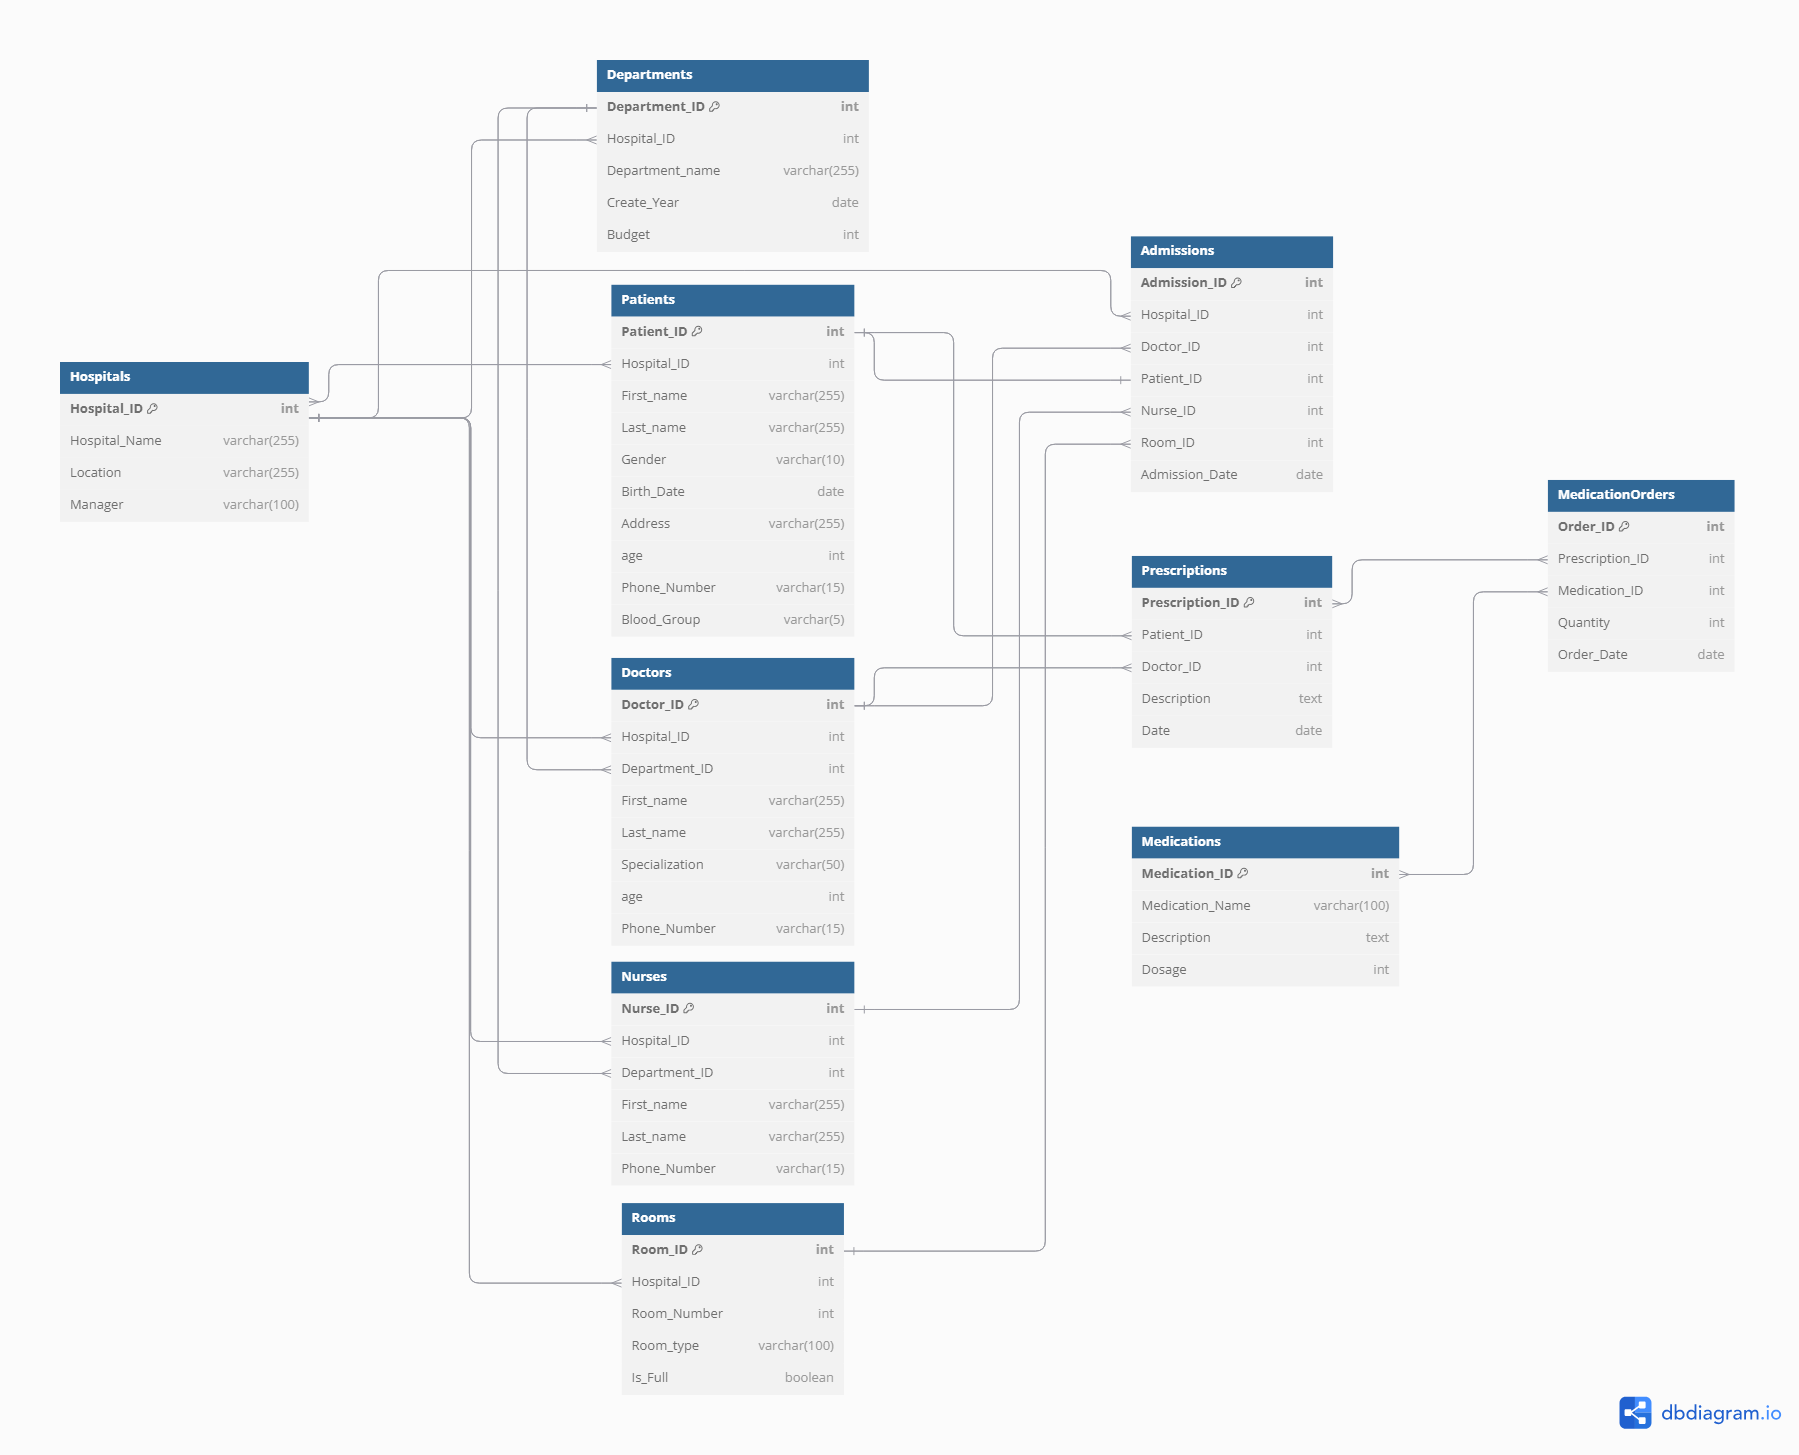 Departments
Department_ID int
Hospital_ID int
Department_name varchar(255)
Create_Year date
Budget int
Admissions
Admission_ID int
Hospital_ID int
Doctor_ID int
Patient_ID int
Nurse_ID int
Room_ID int
Admission_Date date
Patients
Patient_ID int
Hospital_ID int
First_name varchar(255)
Last_name varchar(255)
Gender varchar(10)
Birth_Date date
Address varchar(255)
age int
Phone_Number varchar(15)
Blood_Group varchar(5)
Hospitals
Hospital_ID int
Hospital_Name varchar(255)
Location varchar(255)
Manager varchar(100)
MedicationOrders
Order_ID int
Prescription_ID int
Medication_ID int
Quantity int
Order_Date date
Prescriptions
Prescription_ID int
Patient_ID int
Doctor_ID int
Description text
Date date
Doctors
Doctor_ID int
Hospital_ID int
Department_ID int
First_name varchar(255)
Last_name varchar(255)
Specialization varchar(50)
age int
Phone_Number varchar(15)
Medications
Medication_ID int
Medication_Name varchar(100)
Description text
Dosage int
Nurses
Nurse_ID int
Hospital_ID int
Department_ID int
First_name varchar(255)
Last_name varchar(255)
Phone_Number varchar(15)
Rooms
Room_ID int
Hospital_ID int
Room_Number int
Room_type varchar(100)
Is_Full boolean
dbdiagram.io